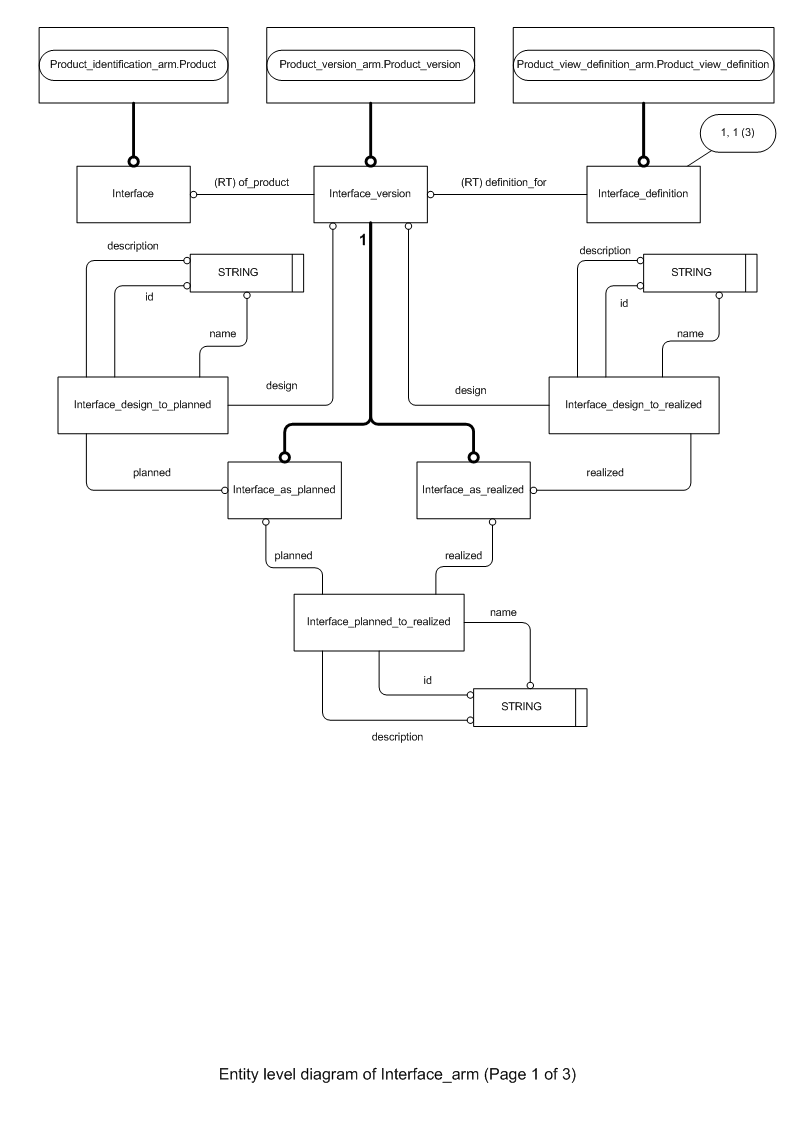 Product_identification_arm.Product
Product_version_arm.Product_version
Product_view_definition_arm.Product_view_definition
1, 1 (3)
Interface
(RT) of_product
Interface_version
(RT) definition_for
Interface_definition
1
description
STRING
id
name
description
STRING
id
name
Interface_design_to_planned
design
design
Interface_design_to_realized
planned
Interface_as_planned
Interface_as_realized
realized
planned
realized
Interface_planned_to_realized
name
id
STRING
description
Entity level diagram of Interface_arm (Page 1 of 3)